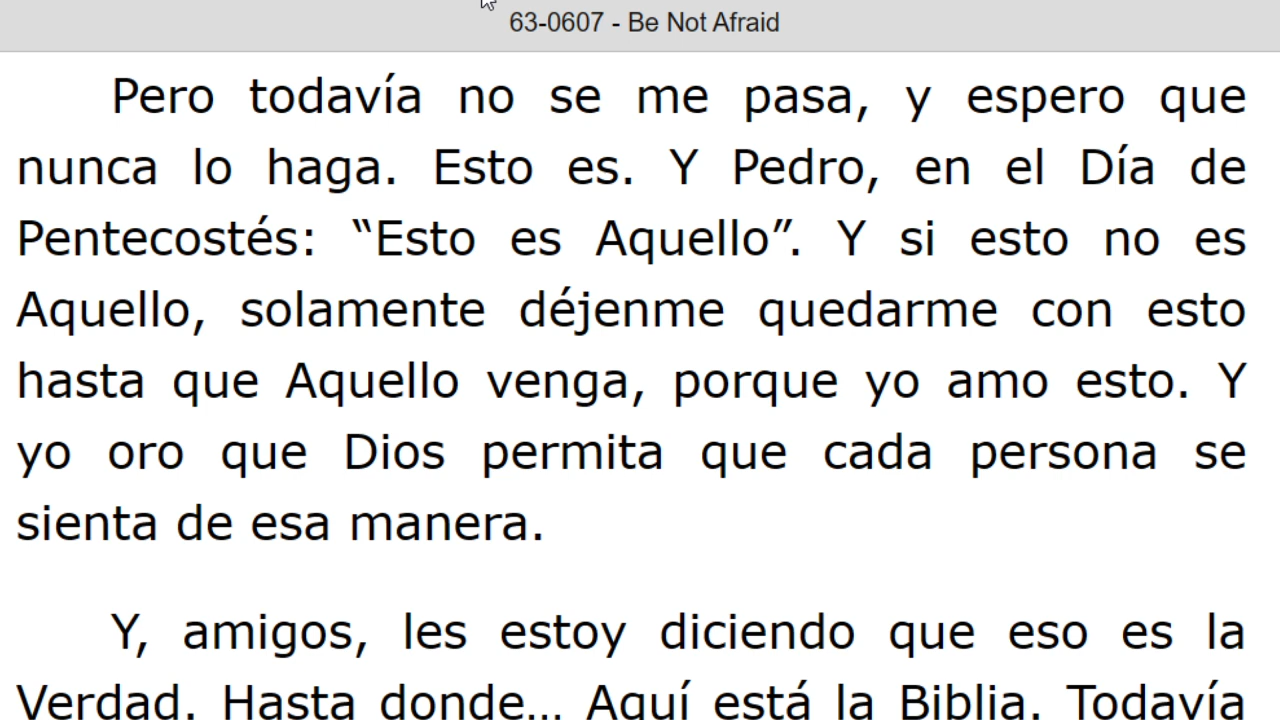 63-0607 - Be Not Afraid
Pero todavía no se me pasa, y espero que
nunca lo haga. Esto es. Y Pedro, en el Día de
Pentecostés: “Esto es Aquello”. Y si esto no es
Aquello, solamente déjenme quedarme con esto
hasta que Aquello venga, porque yo amo esto. Y
yo oro que Dios permita que cada persona se
sienta de esa manera.
Y, amigos, les estoy diciendo que eso es la
Verdad. Hasta donde… Aquí está la Biblia. Todavía